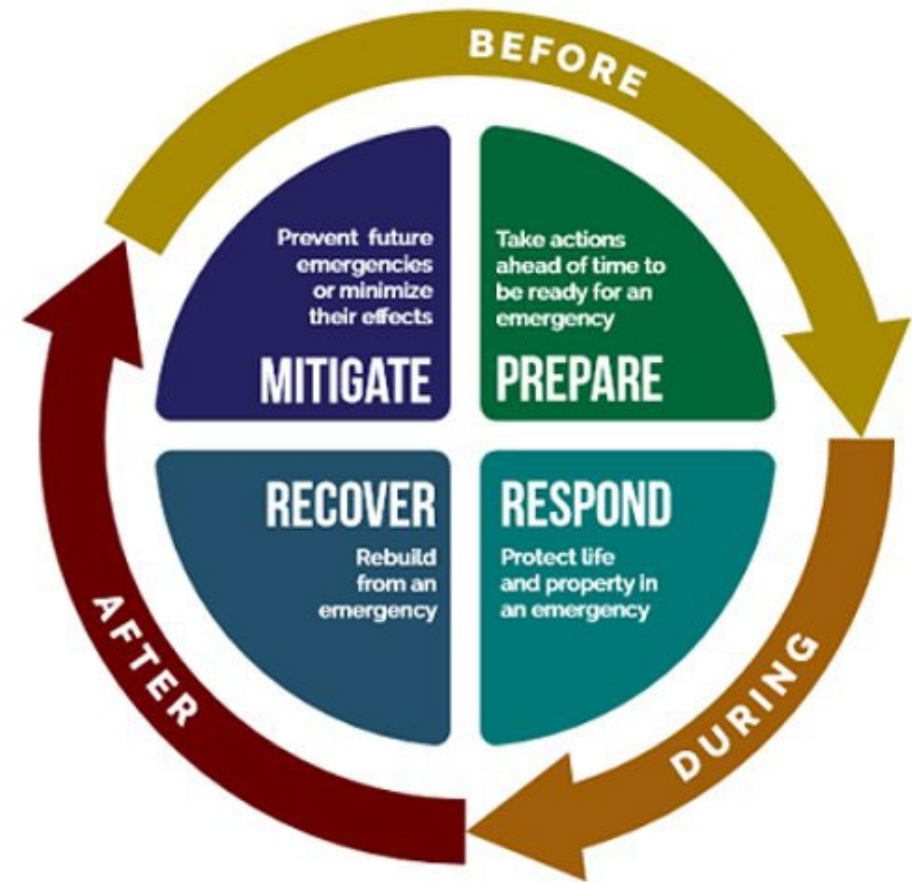 BEFORE
Prevent future
emergencies
or minimize
their effects
MITIGATE
Take actions
ahead of time to
be ready for an
emergency
PREPARE
RECOVER
Rebuild
from an
emergency
RESPOND
Protect life
and property in
an emergency
AFTER
DURING